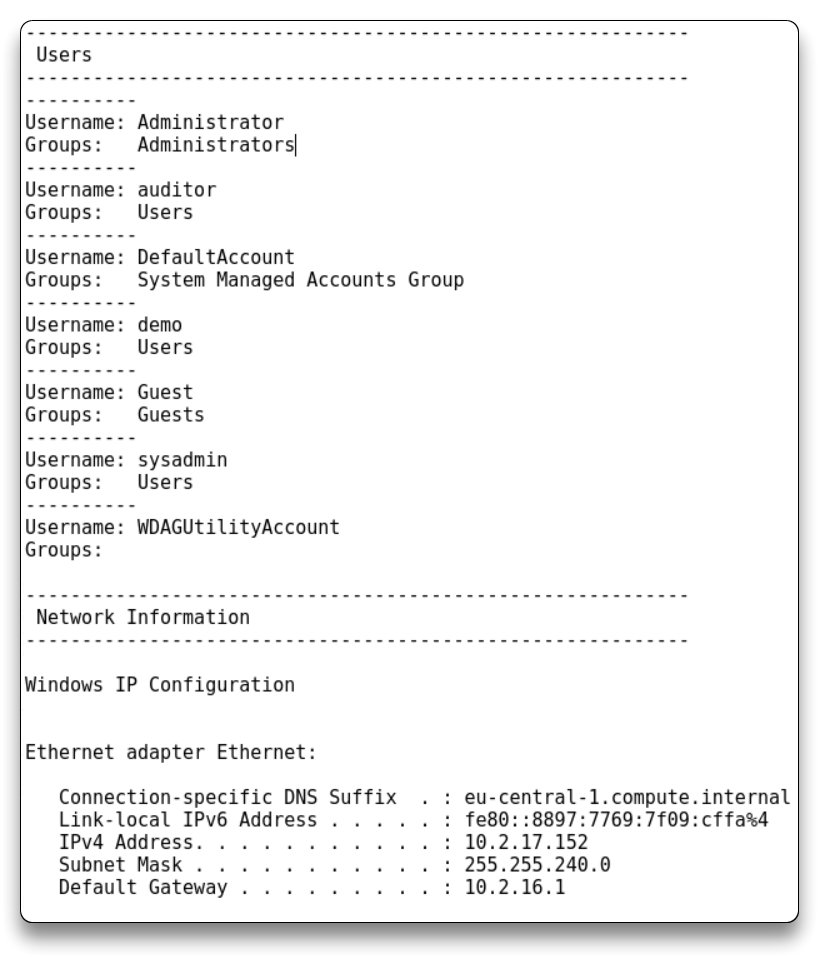 -----------------------------------------------------------
Users
-----------------------------------------------------------
----------
Username: Administrator
Groups:   Administrators
----------
Username: auditor
Groups:   Users
----------
Username: DefaultAccount
Groups:   System Managed Accounts Group
----------
Username: demo
Groups:   Users
----------
Username: Guest
Groups:   Guests
----------
Username: sysadmin
Groups:   Users
----------
Username: WDAGUtilityAccount
Groups:
-----------------------------------------------------------
Network Information
-----------------------------------------------------------
Windows IP Configuration
Ethernet adapter Ethernet:
Connection-specific DNS Suffix  . : eu-central-1.compute.internal
Link-local IPv6 Address . . . . . : fe80::8897:7769:7f09:cffa%4
IPv4 Address. . . . . . . . . . . : 10.2.17.152
Subnet Mask . . . . . . . . . . . : 255.255.240.0
Default Gateway . . . . . . . . . : 10.2.16.1